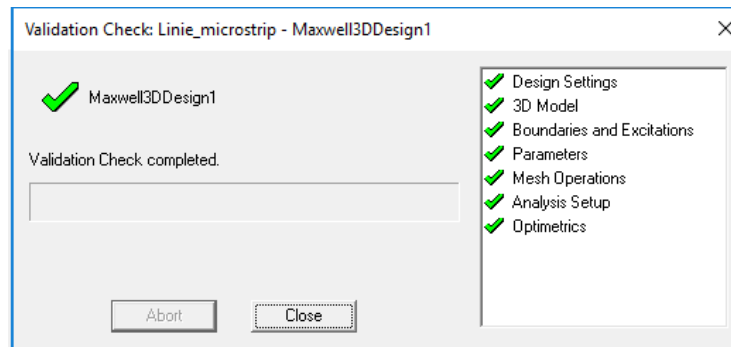 Validation Check: Linie_microstrip - Maxwell3DDesign1
Maxwell3DDesign1
Validation Check completed.
Design Settings
3D Model
Boundaries and Excitations
Parameters
Mesh Operations
Analysis Setup
Optimetrics
Abort
Close